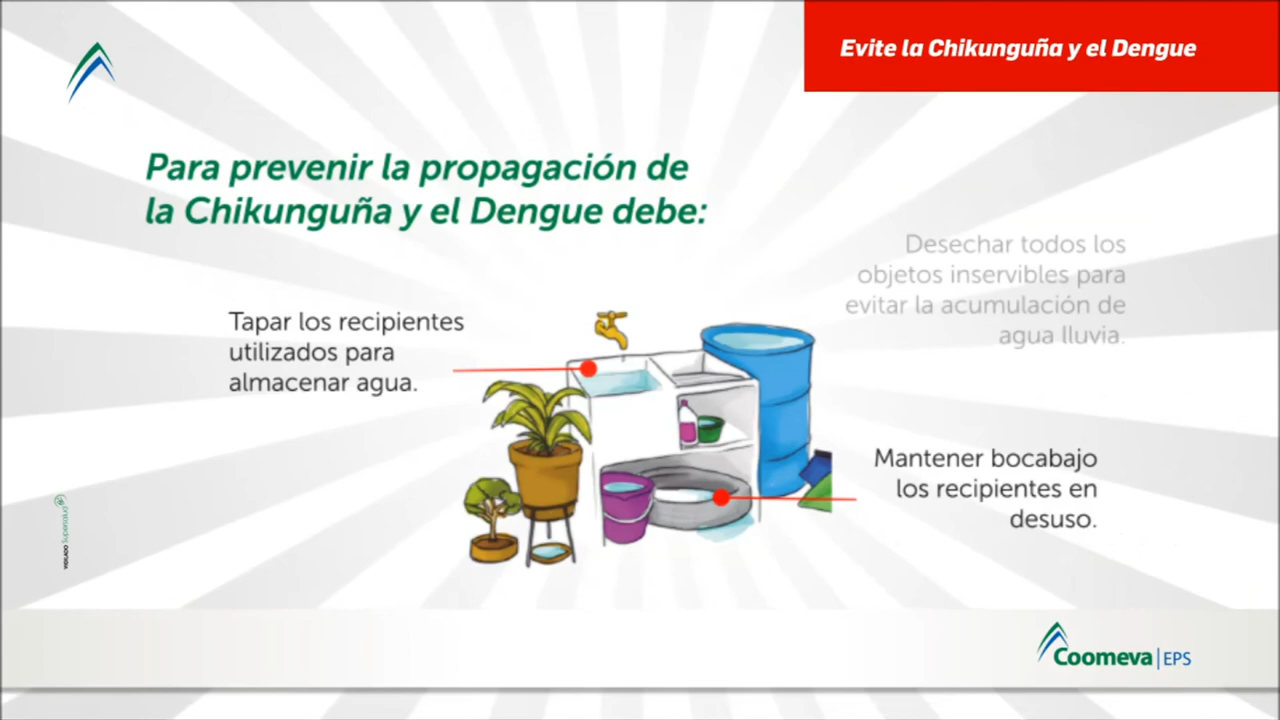 Evite la Chikunguña y el Dengue
Para prevenir la propagación de
la Chikunguña y el Dengue debe:
Desechar todos los
objetos inservibles para
evitar la acumulación de
agua lluvia.
Tapar los recipientes
utilizados para
almacenar agua.
Mantener bocabajo
los recipientes en
desuso.
VIGILADO Supersalud
Coomeva | EPS